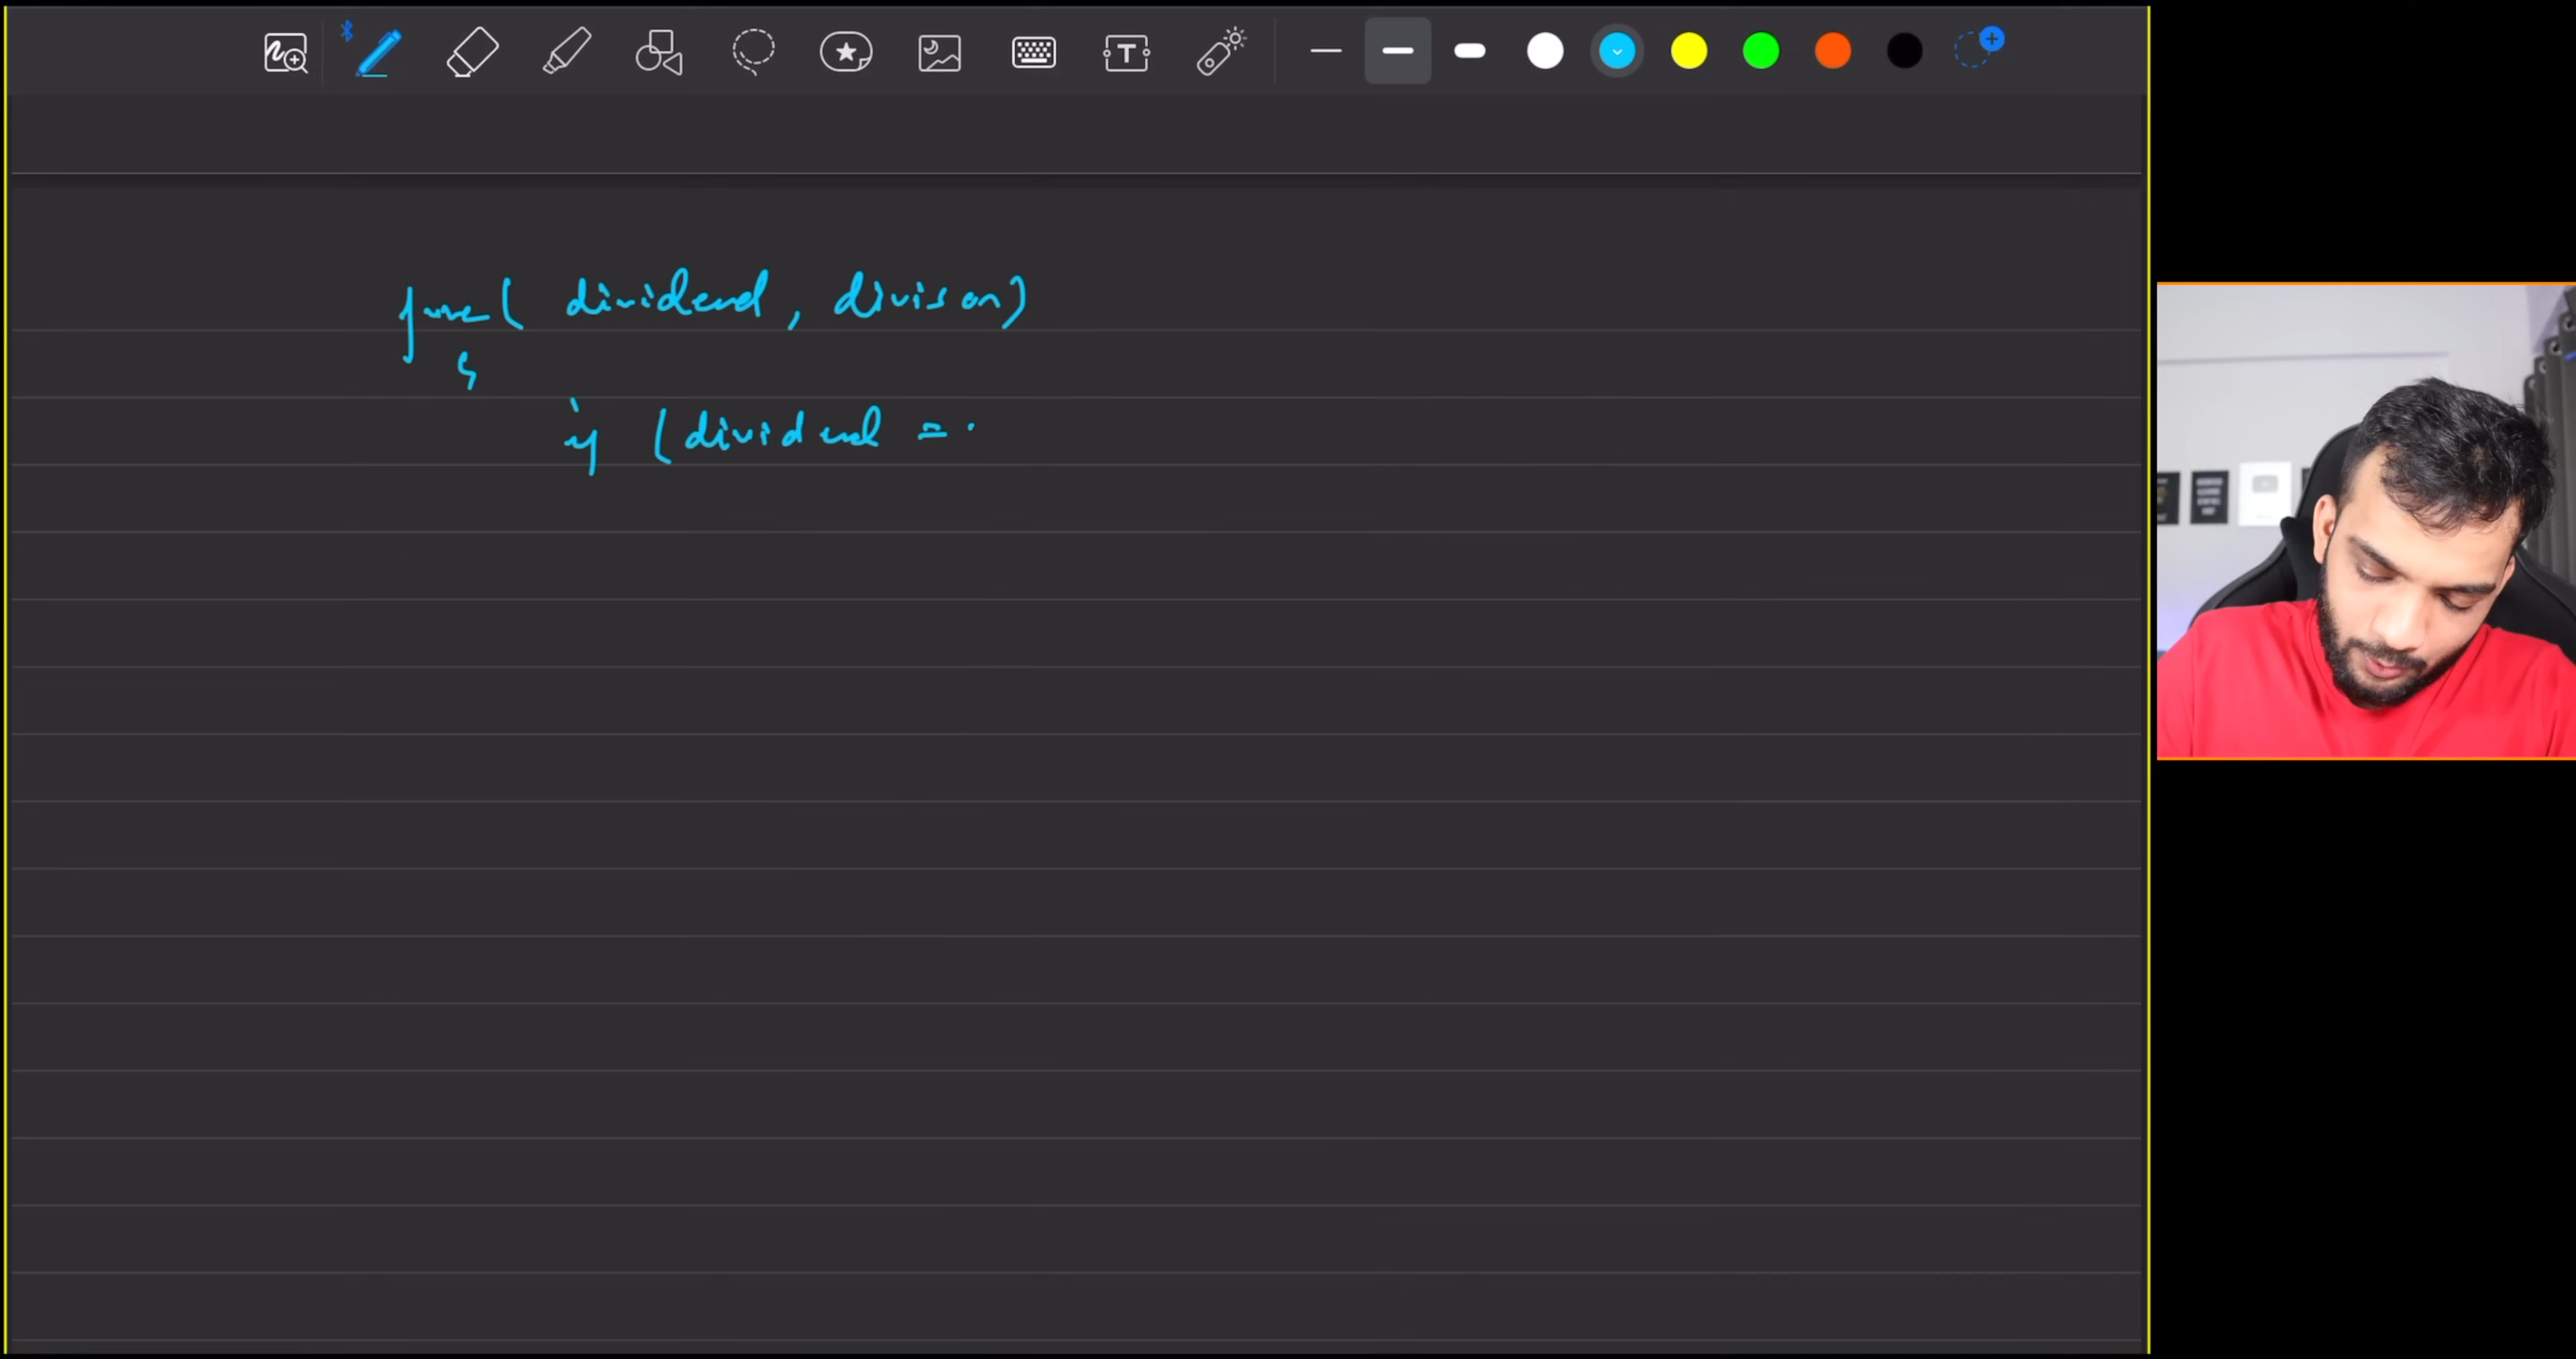 func( dividend, divisor)
{
if (dividend =